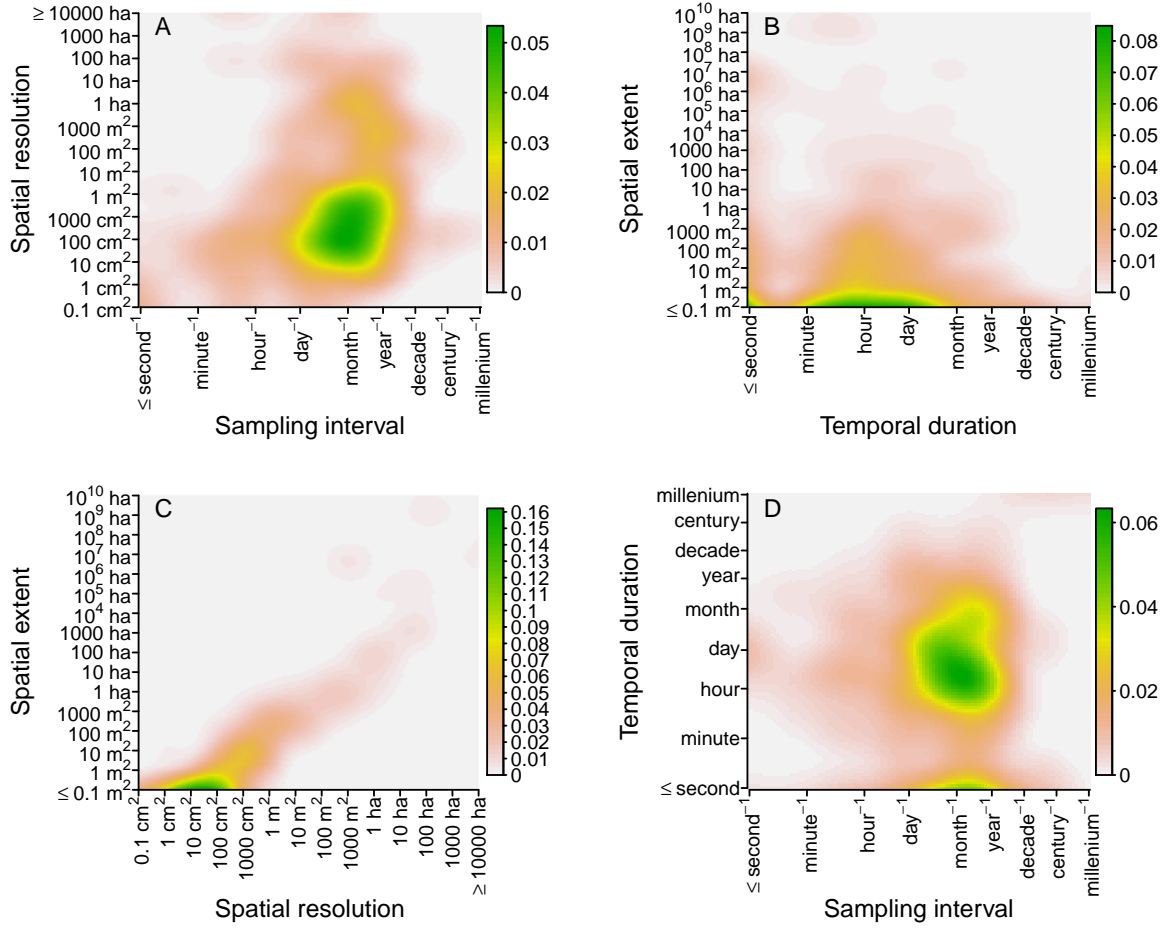 A
Spatial resolution
≥ 10000 ha
1000 ha
100 ha
10 ha
1 ha
1000 m²
100 m²
10 m²
1 m²
1000 cm²
100 cm²
10 cm²
1 cm²
0.1 cm²
≤ second⁻¹
minute⁻¹
hour⁻¹
day⁻¹
month⁻¹
year⁻¹
decade⁻¹
century⁻¹
millenium⁻¹
Sampling interval
0.05
0.04
0.03
0.02
0.01
0
B
Spatial extent
10¹⁰ ha
10⁹ ha
10⁸ ha
10⁷ ha
10⁶ ha
10⁵ ha
10⁴ ha
1000 ha
100 ha
10 ha
1 ha
1000 m²
100 m²
10 m²
1 m²
≤ 0.1 m²
≤ second
minute
hour
day
month
year
decade
century
millenium
Temporal duration
0.08
0.07
0.06
0.05
0.04
0.03
0.02
0.01
0
C
Spatial extent
10¹⁰ ha
10⁹ ha
10⁸ ha
10⁷ ha
10⁶ ha
10⁵ ha
10⁴ ha
1000 ha
100 ha
10 ha
1 ha
1000 m²
100 m²
10 m²
1 m²
≤ 0.1 m²
0.1 cm²
1 cm²
10 cm²
100 cm²
1000 cm²
1 m²
10 m²
100 m²
1000 m²
1 ha
10 ha
100 ha
1000 ha
≥ 10000 ha
Spatial resolution
0.16
0.15
0.14
0.13
0.12
0.11
0.1
0.09
0.08
0.07
0.06
0.05
0.04
0.03
0.02
0.01
0
D
Temporal duration
millenium
century
decade
year
month
day
hour
minute
≤ second
≤ second⁻¹
minute⁻¹
hour⁻¹
day⁻¹
month⁻¹
year⁻¹
decade⁻¹
century⁻¹
millenium⁻¹
Sampling interval
0.06
0.04
0.02
0